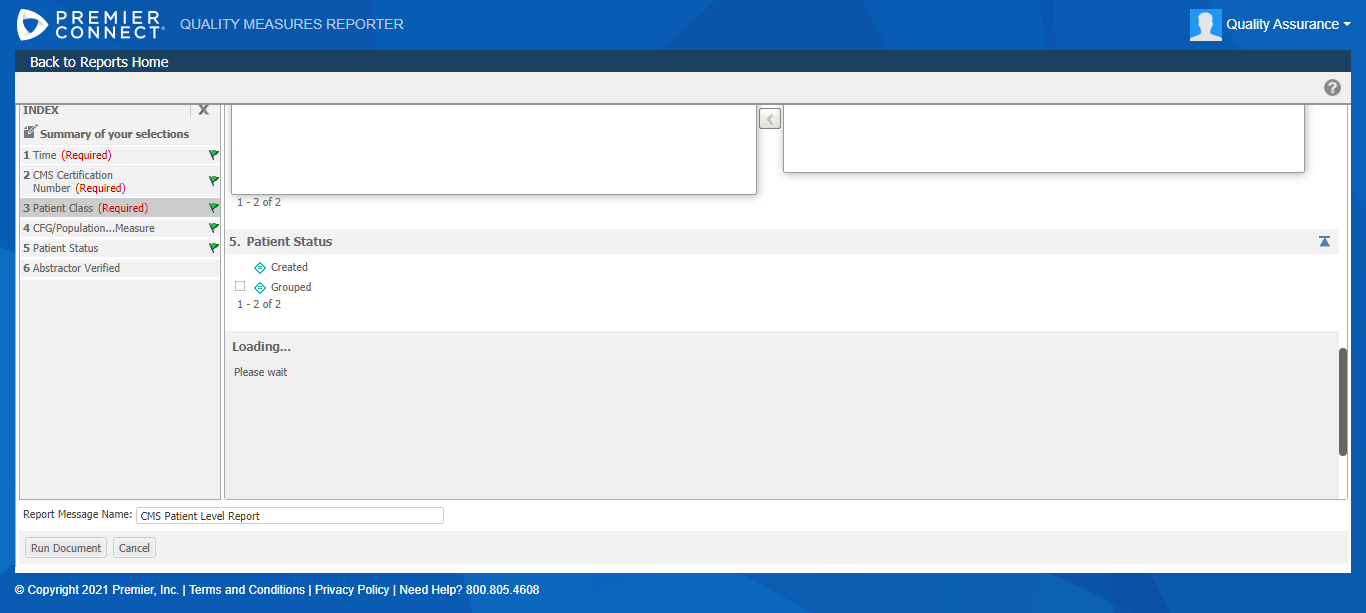 PREMIER
CONNECT
QUALITY MEASURES REPORTER
Quality Assurance
Back to Reports Home
?
INDEX
X
Summary of your selections
1 Time (Required)
2 CMS Certification
Number (Required)
3 Patient Class (Required)
4 CFG/Population...Measure
5 Patient Status
6 Abstractor Verified
1 - 2 of 2
5. Patient Status
Created
Grouped
1 - 2 of 2
Loading...
Please wait
Report Message Name: CMS Patient Level Report
Run Document Cancel
© Copyright 2021 Premier, Inc. | Terms and Conditions | Privacy Policy | Need Help? 800.805.4608